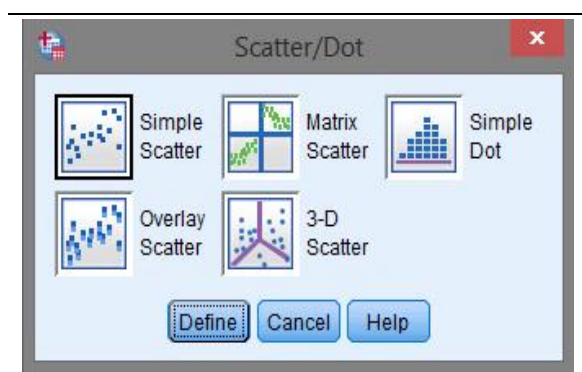 Scatter/Dot
x
Simple
Scatter
Matrix
Scatter
Simple
Dot
Overlay
Scatter
3-D
Scatter
Define Cancel Help